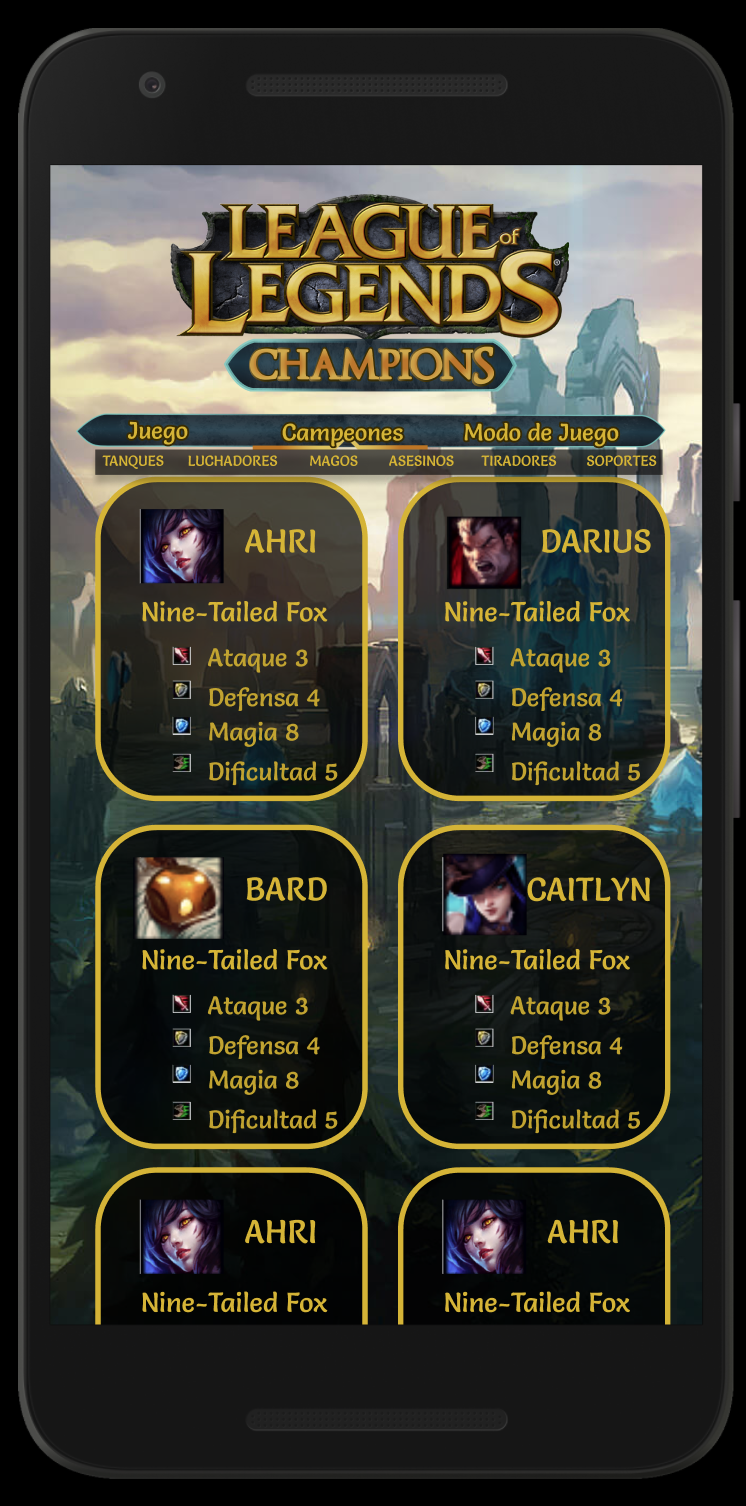 LEAGUE of
LEGENDS
CHAMPIONS
Juego Campeones Modo de Juego
TANQUES LUCHADORES MAGOS ASESINOS TIRADORES SOPORTES
AHRI
Nine-Tailed Fox
Ataque 3
Defensa 4
Magia 8
Dificultad 5
DARIUS
Nine-Tailed Fox
Ataque 3
Defensa 4
Magia 8
Dificultad 5
BARD
Nine-Tailed Fox
Ataque 3
Defensa 4
Magia 8
Dificultad 5
CAITLYN
Nine-Tailed Fox
Ataque 3
Defensa 4
Magia 8
Dificultad 5
AHRI
Nine-Tailed Fox
AHRI
Nine-Tailed Fox